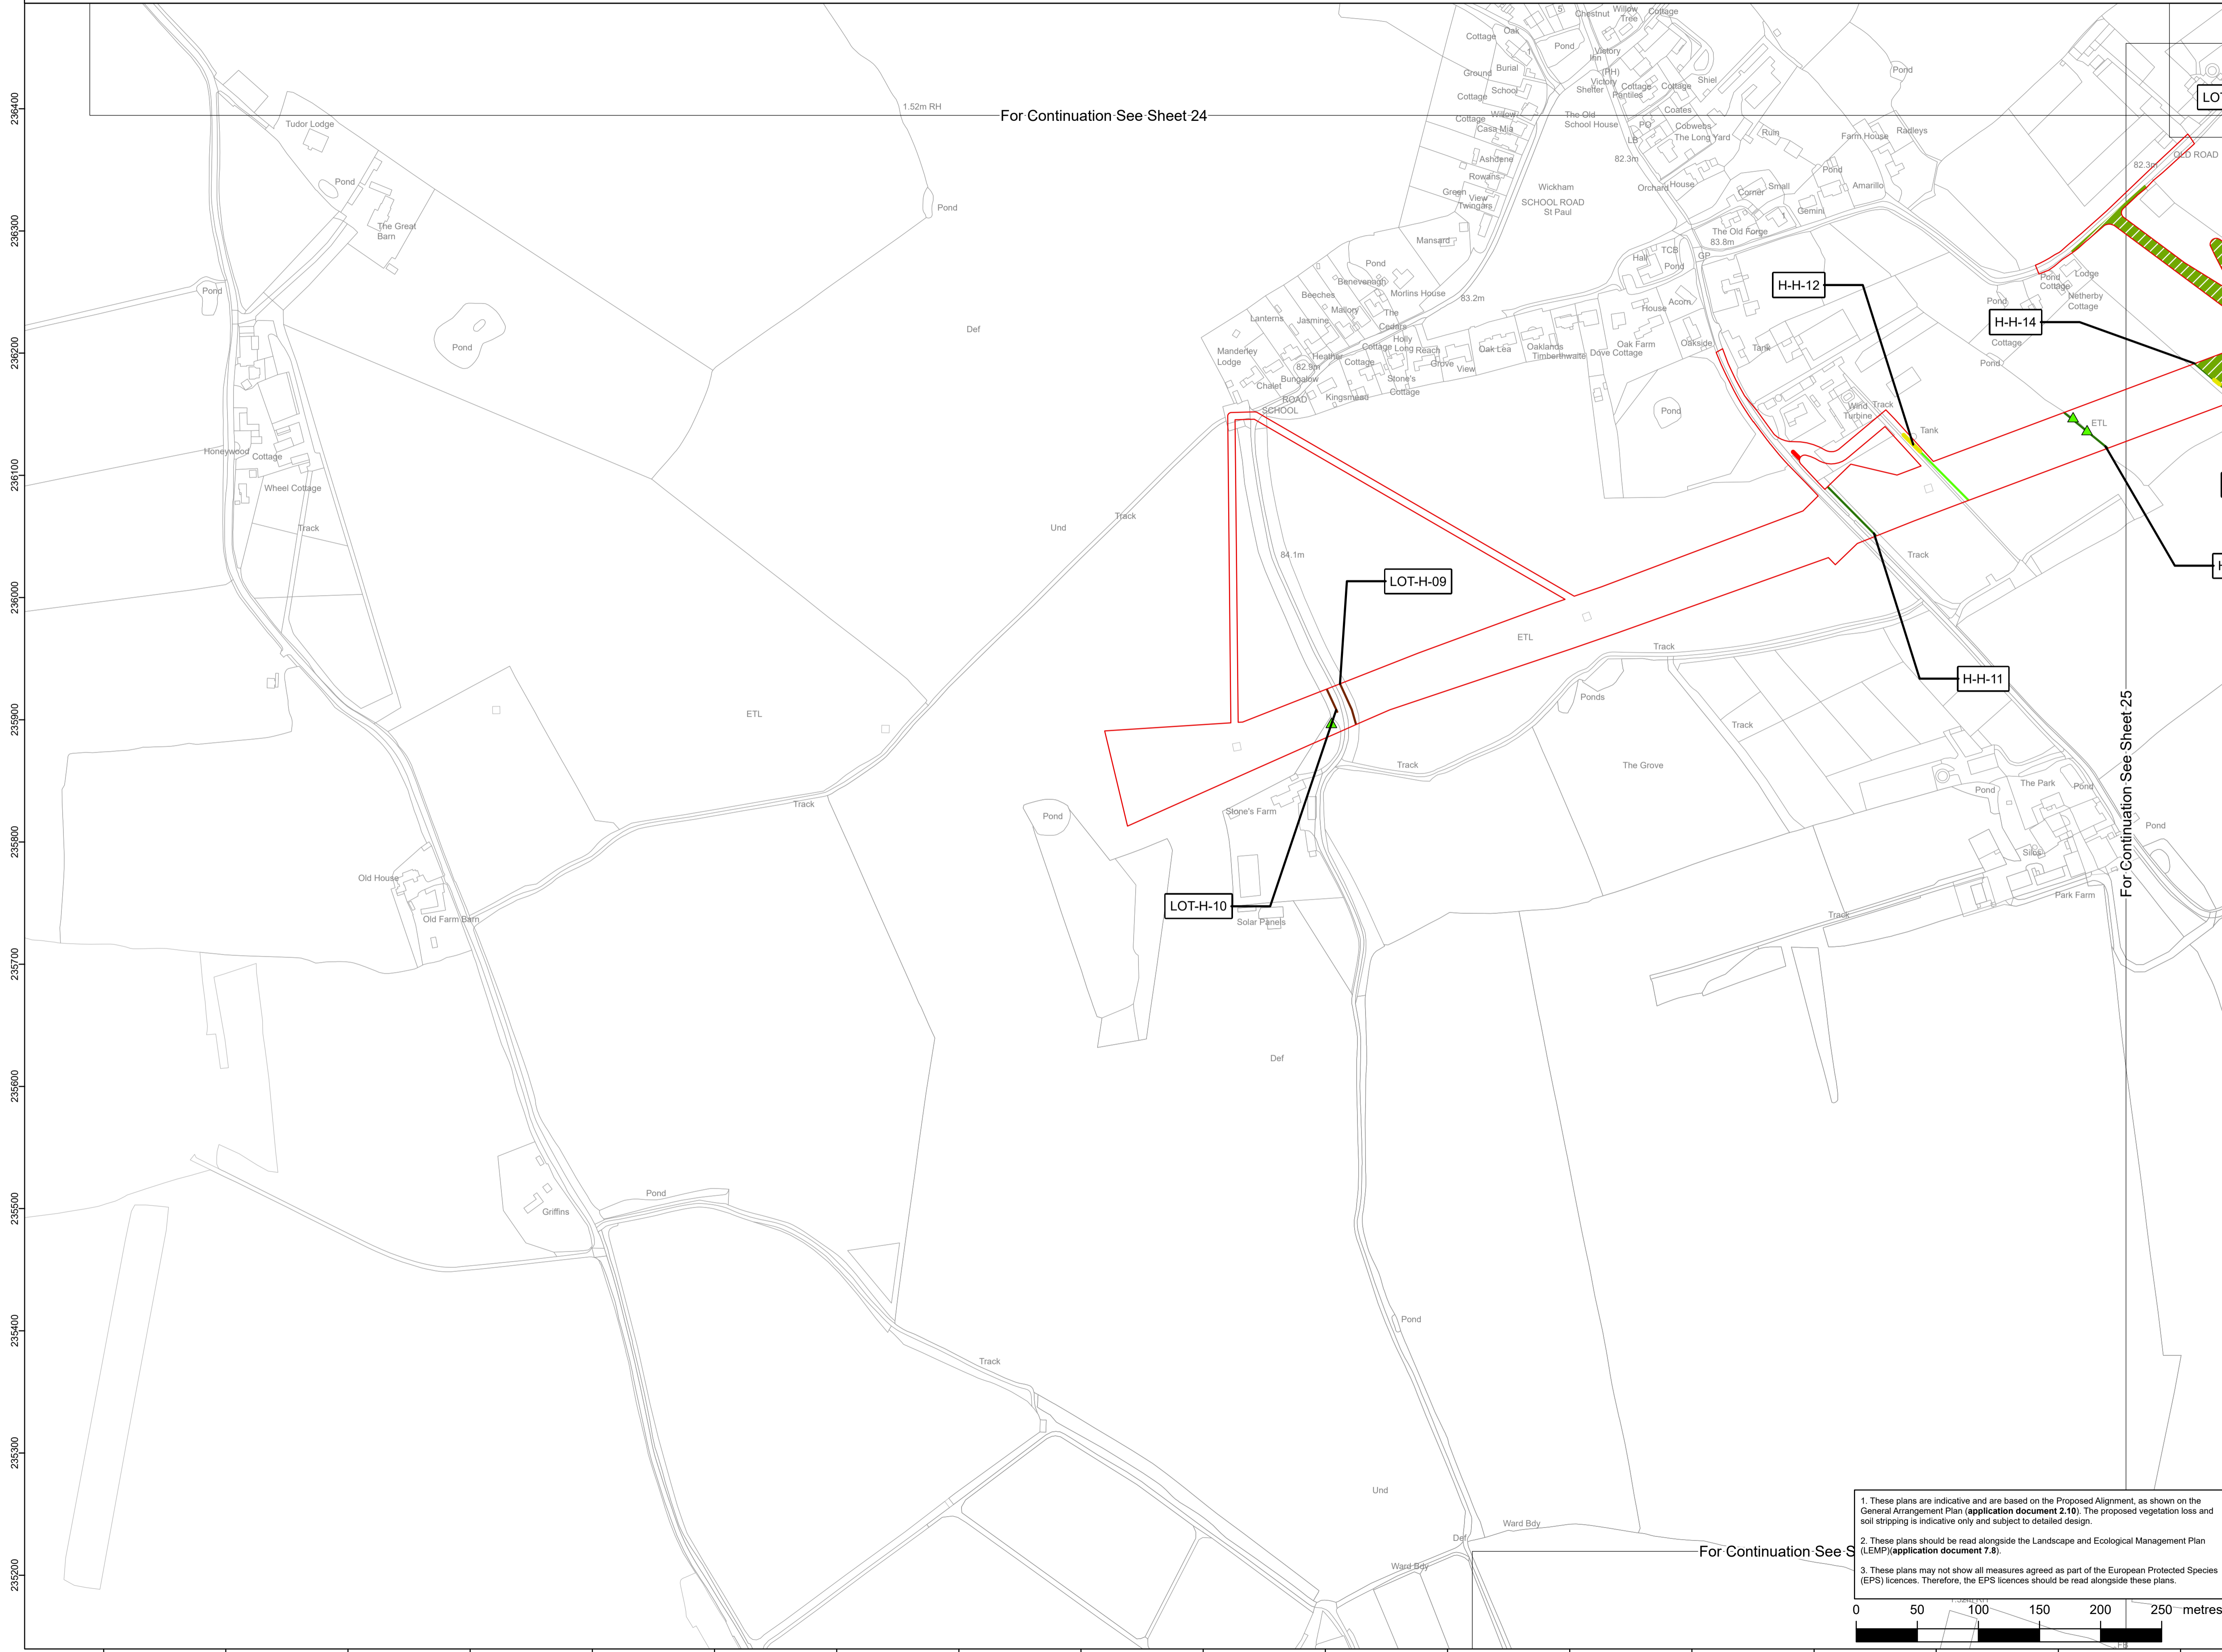 236400
236300
236200
236100
236000
235900
235800
235700
235600
235500
235400
235300
235200
For Continuation See Sheet 24
1.52m RH
Tudor Lodge
Pond
The Great
Barn
Pond
Pond
Pond
Def
Honeywood
Cottage
Wheel Cottage
Track
Und
Track
ETL
Track
Old House
Old Farm Barn
Griffins
Pond
Track
5
Chestnut
Willow
Tree
Cottage
Cottage
Oak
1
Pond
Victory
Inn
(PH)
Burial
Ground
School
Cottage
Victory
Shelter
Cottage
Pantiles
Cottage
Shiel
Pond
Coates
Cottage
Willow
Casa Mia
The Old
School House
PO
LB
Cobwebs
The Long Yard
Ruin
Farm House
Radleys
82.3m
Ashdene
Rowans
Green
View
Twingars
Wickham
SCHOOL ROAD
St Paul
Orchard
House
Corner
Small
Pond
Amarillo
1
Gemini
The Old Forge
83.8m
Mansard
Hall
TCB
Pond
GP
Pond
Benevenagh
Morlins House
Beeches
Mallory
83.2m
The
Cedars
Lanterns
Jasmine
House
Acorn
Manderley
Lodge
Heather
82.9m
Cottage
Holly
Long Reach
Cottage
Grove
View
Oak Lea
Oaklands
Timberthwaite
Dove Cottage
Oak Farm
Oakside
Tank
Chalet
Bungalow
Stone's
Cottage
Kingsmead
ROAD
SCHOOL
Pond
Wind
Turbine
Track
Tank
OLD ROAD
82.3m
Pond
Cottage
Lodge
Netherby
Cottage
Pond
Cottage
Pond
ETL
H-H-12
H-H-14
LOT
H
84.1m
LOT-H-09
ETL
Track
Track
H-H-11
Ponds
Track
The Grove
Track
Stone's Farm
Pond
LOT-H-10
Solar Panels
For Continuation See Sheet 25
The Park
Pond
Pond
Pond
Silos
Park Farm
Track
Def
Pond
Und
Ward Bdy
Def
Ward Bdy
For Continuation See S
1. These plans are indicative and are based on the Proposed Alignment, as shown on the
General Arrangement Plan (application document 2.10). The proposed vegetation loss and
soil stripping is indicative only and subject to detailed design.
2. These plans should be read alongside the Landscape and Ecological Management Plan
(LEMP)(application document 7.8).
3. These plans may not show all measures agreed as part of the European Protected Species
(EPS) licences. Therefore, the EPS licences should be read alongside these plans.
0 50 100 150 200 250 metres
FB